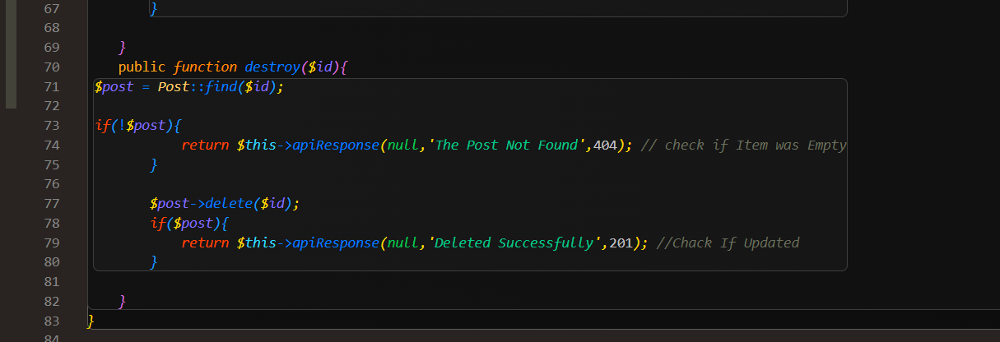 67 }
68
69 }
70 public function destroy($id){
71 $post = Post::find($id);
72
73 if(!$post){
74 return $this->apiResponse(null,'The Post Not Found',404); // check if Item was Empty
75 }
76
77 $post->delete($id);
78 if($post){
79 return $this->apiResponse(null,'Deleted Successfully',201); //Chack If Updated
80 }
81
82 }
83 }
84